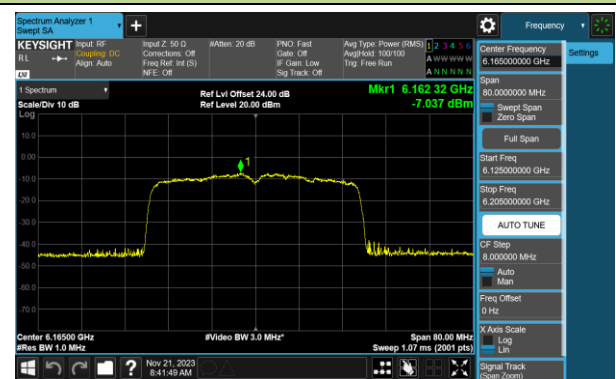 Spectrum Analyzer 1
Swept SA
Frequency
KEYSIGHT
Input: RF
Coupling: DC
Align: Auto
Input Z: 50 Ω
Corrections: Off
Freq Ref: Int (S)
NFE: Off
#Atten: 20 dB
PNO: Fast
Gate: Off
IF Gain: Low
Sig Track: Off
Avg Type: Power (RMS)
Avg|Hold: 100/100
Trig: Free Run
1 2 3 4 5 6
A W W W W W
A N N N N N
R L
LXI
1 Spectrum
Scale/Div 10 dB
Log
Ref Lvl Offset 24.00 dB
Ref Level 20.00 dBm
Mkr1 6.162 32 GHz
-7.037 dBm
10.0
0.00
-10.0
-20.0
-30.0
-40.0
-50.0
-60.0
-70.0
1
Center 6.16500 GHz
#Res BW 1.0 MHz
#Video BW 3.0 MHz*
Span 80.00 MHz
Sweep 1.07 ms (2001 pts)
Nov 21, 2023
8:41:49 AM
Center Frequency
6.165000000 GHz
Settings
Span
80.0000000 MHz
Swept Span
Zero Span
Full Span
Start Freq
6.125000000 GHz
Stop Freq
6.205000000 GHz
AUTO TUNE
CF Step
8.000000 MHz
Auto
Man
Freq Offset
0 Hz
X Axis Scale
Log
Lin
Signal Track
(Span Zoom)